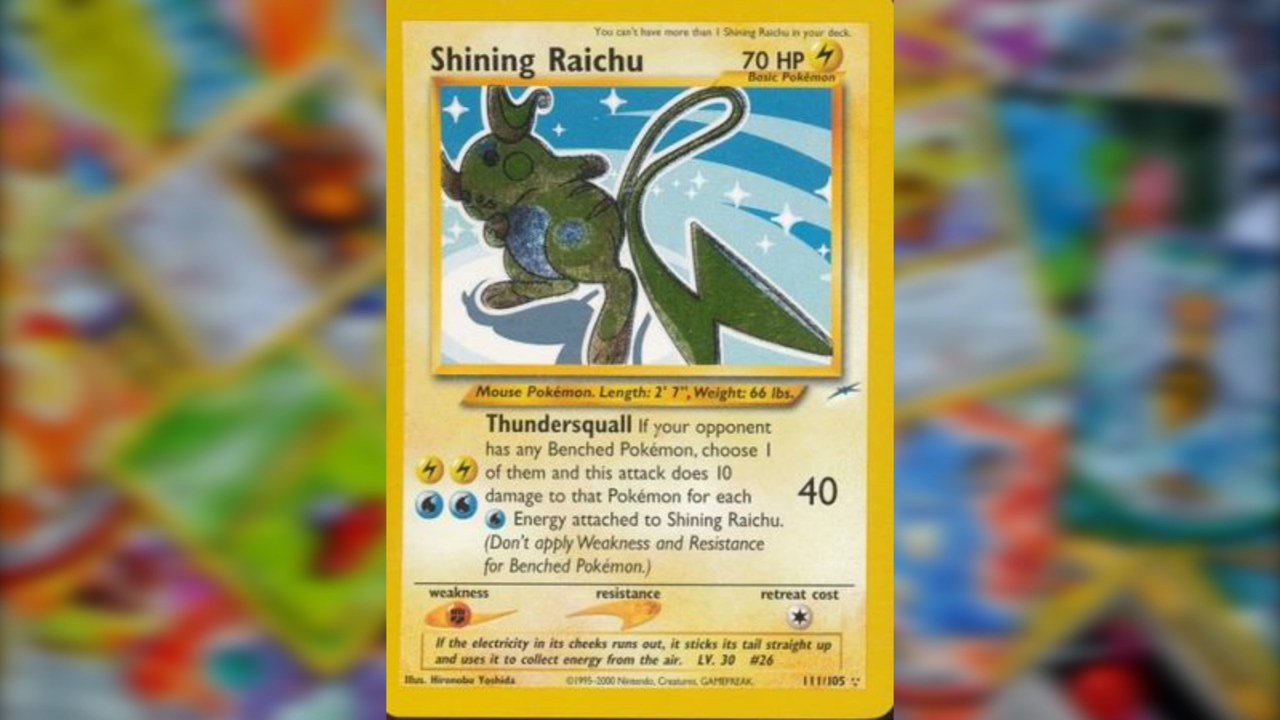 You can't have more than 1 Shining Raichu in your deck.
Shining Raichu
70 HP
Basic Pokémon
Mouse Pokémon. Length: 2' 7", Weight: 66 lbs.
Thundersquall If your opponent
has any Benched Pokémon, choose 1
of them and this attack does 10
damage to that Pokémon for each
Energy attached to Shining Raichu.
(Don't apply Weakness and Resistance
for Benched Pokémon.)
40
weakness
resistance
retreat cost
If the electricity in its cheeks runs out, it sticks its tail straight up
and uses it to collect energy from the air. LV. 30 #26
Illus. Hironobu Yoshida
©1995-2000 Nintendo, Creatures, GAMEFREAK.
111/105